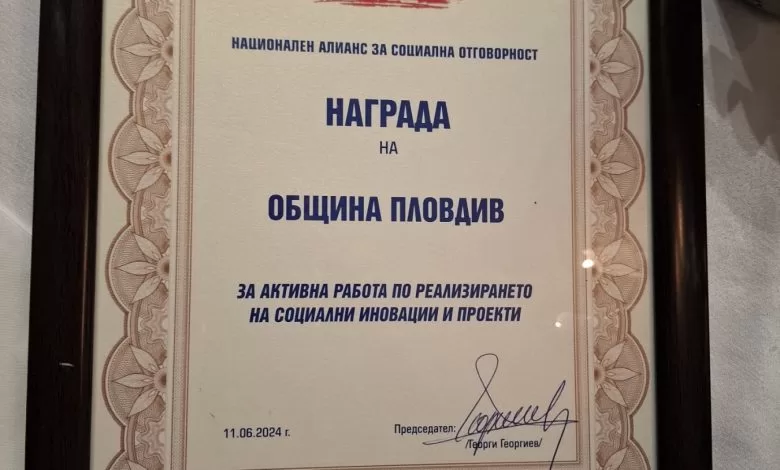 НАЦИОНАЛЕН АЛИАНС ЗА СОЦИАЛНА ОТГОВОРНОСТ
НАГРАДА
НА
ОБЩИНА ПЛОВДИВ
ЗА АКТИВНА РАБОТА ПО РЕАЛИЗИРАНЕТО
НА СОЦИАЛНИ ИНОВАЦИИ И ПРОЕКТИ
11.06.2024 г.
Председател:
/Георги Георгиев/